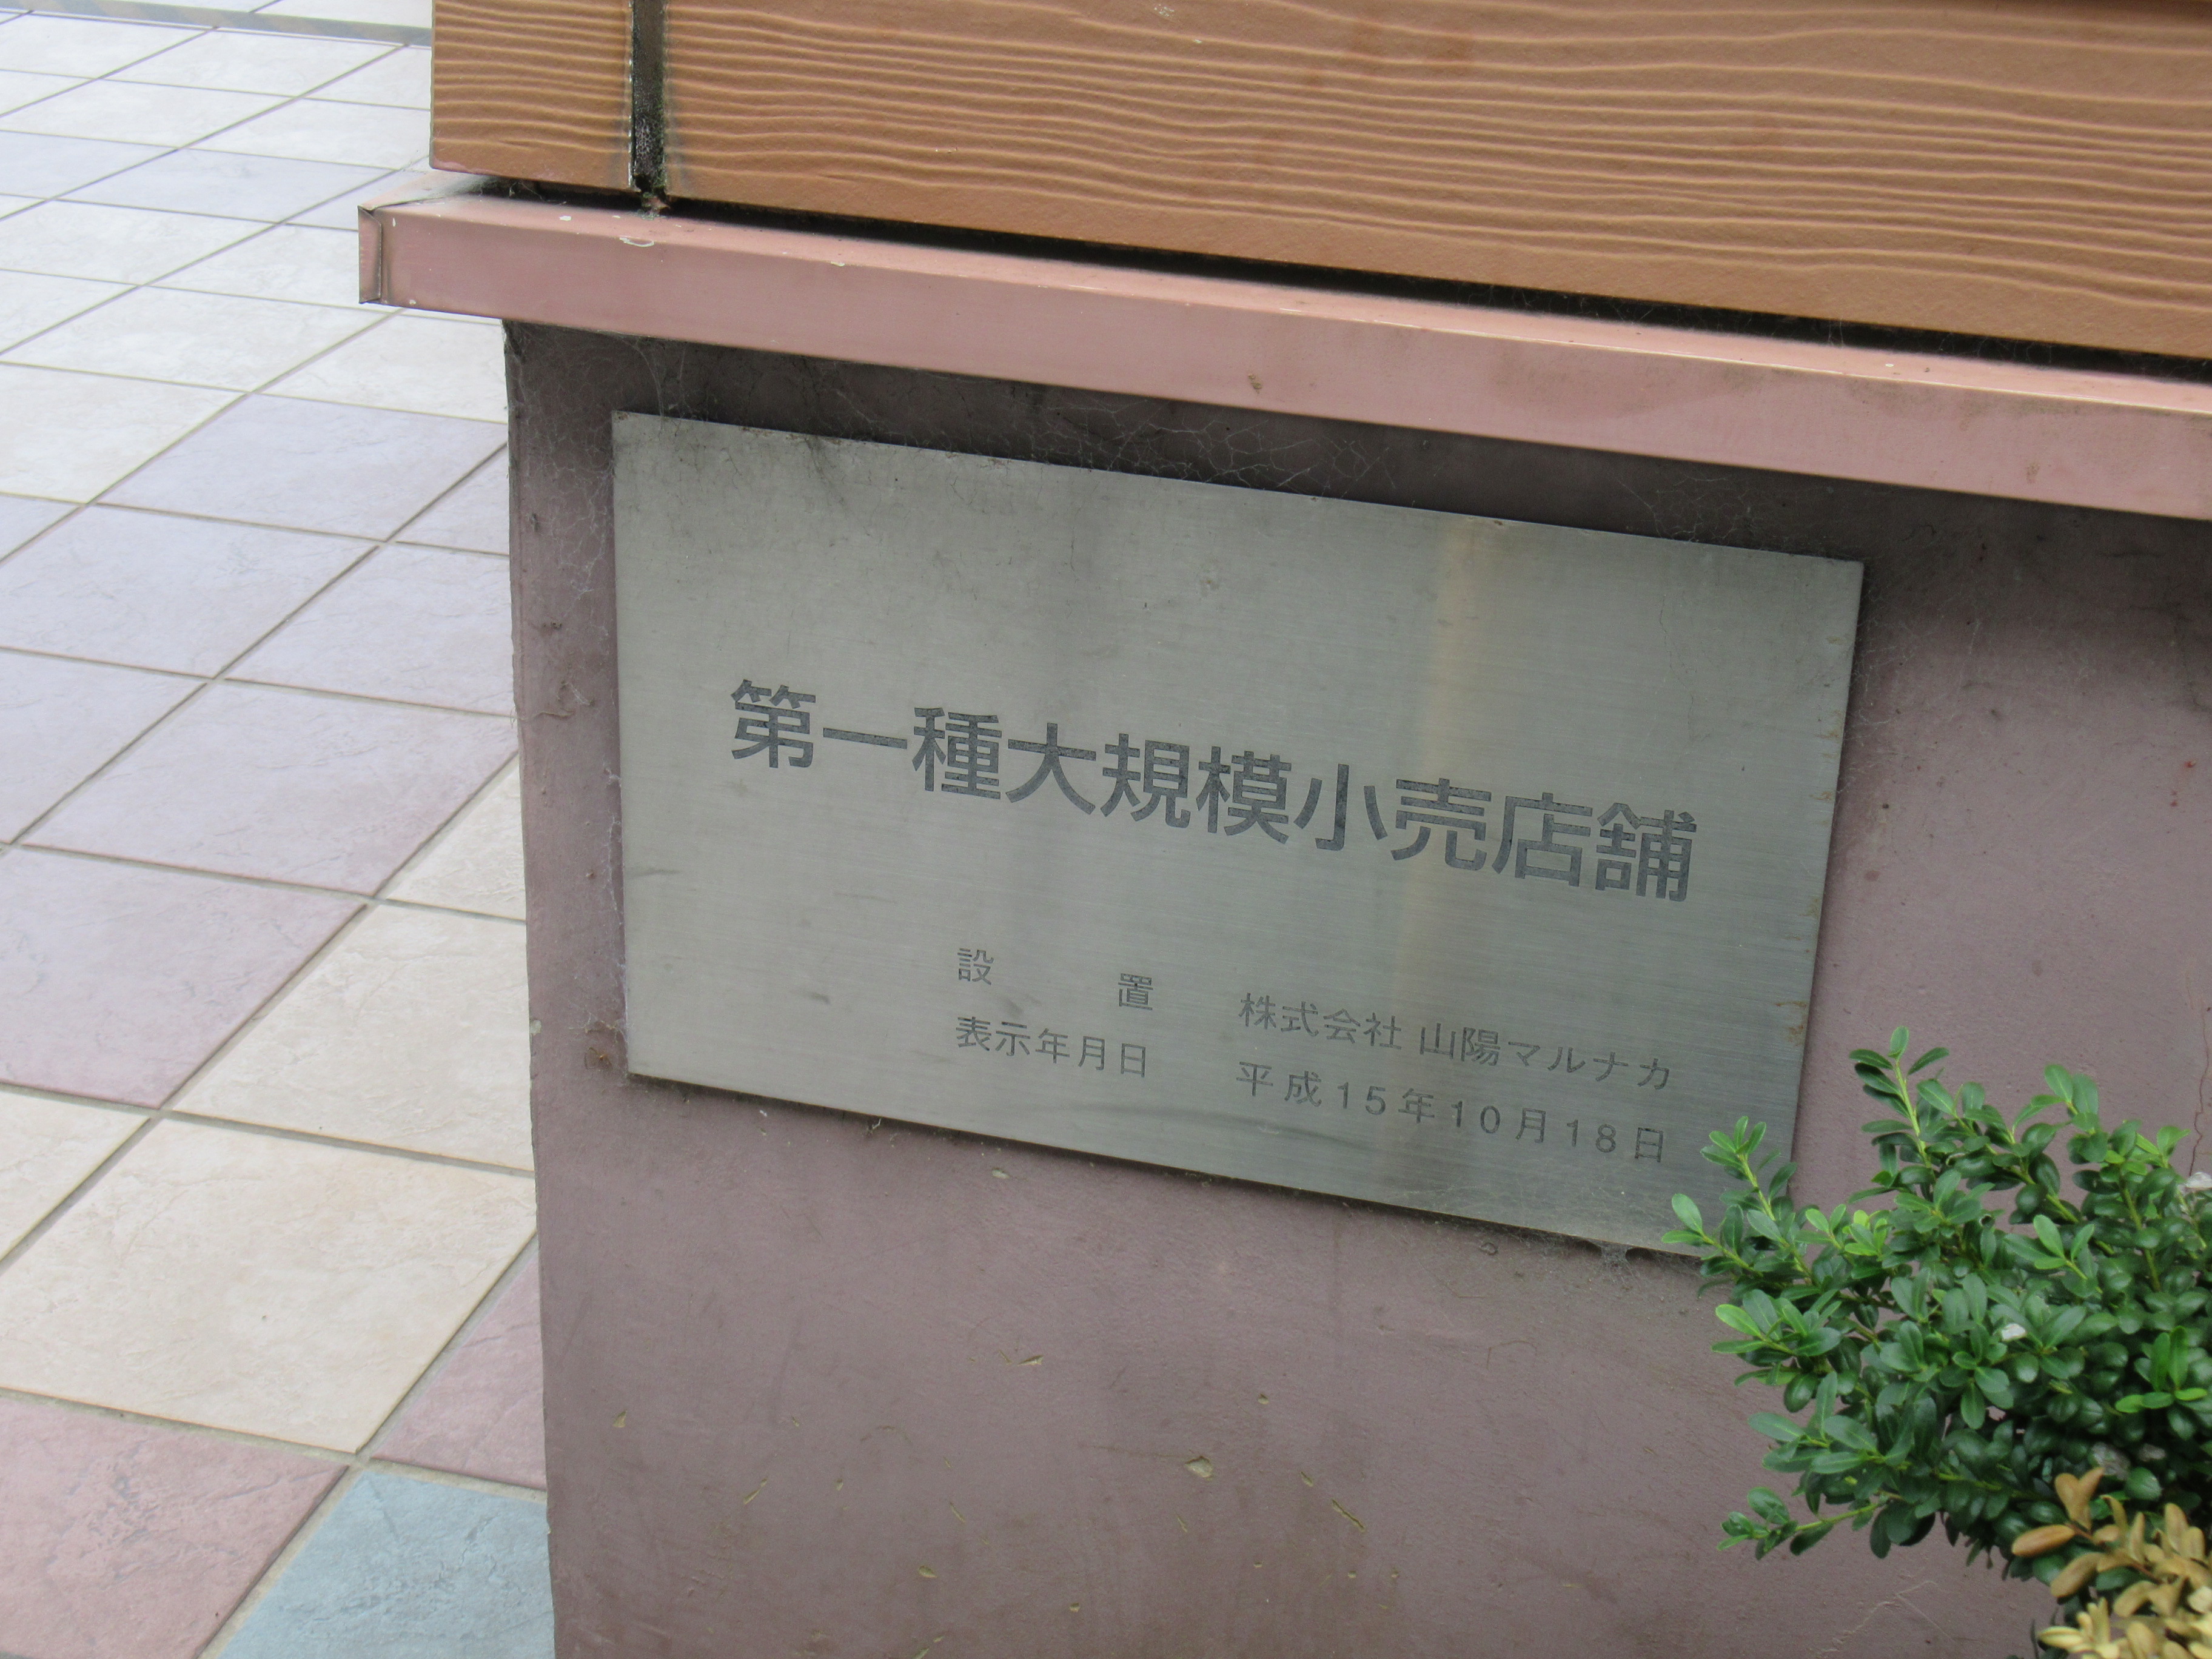 第一種大規模小売店舗
設 置 株式会社 山陽マルナカ
表示年月日 平成15年10月18日